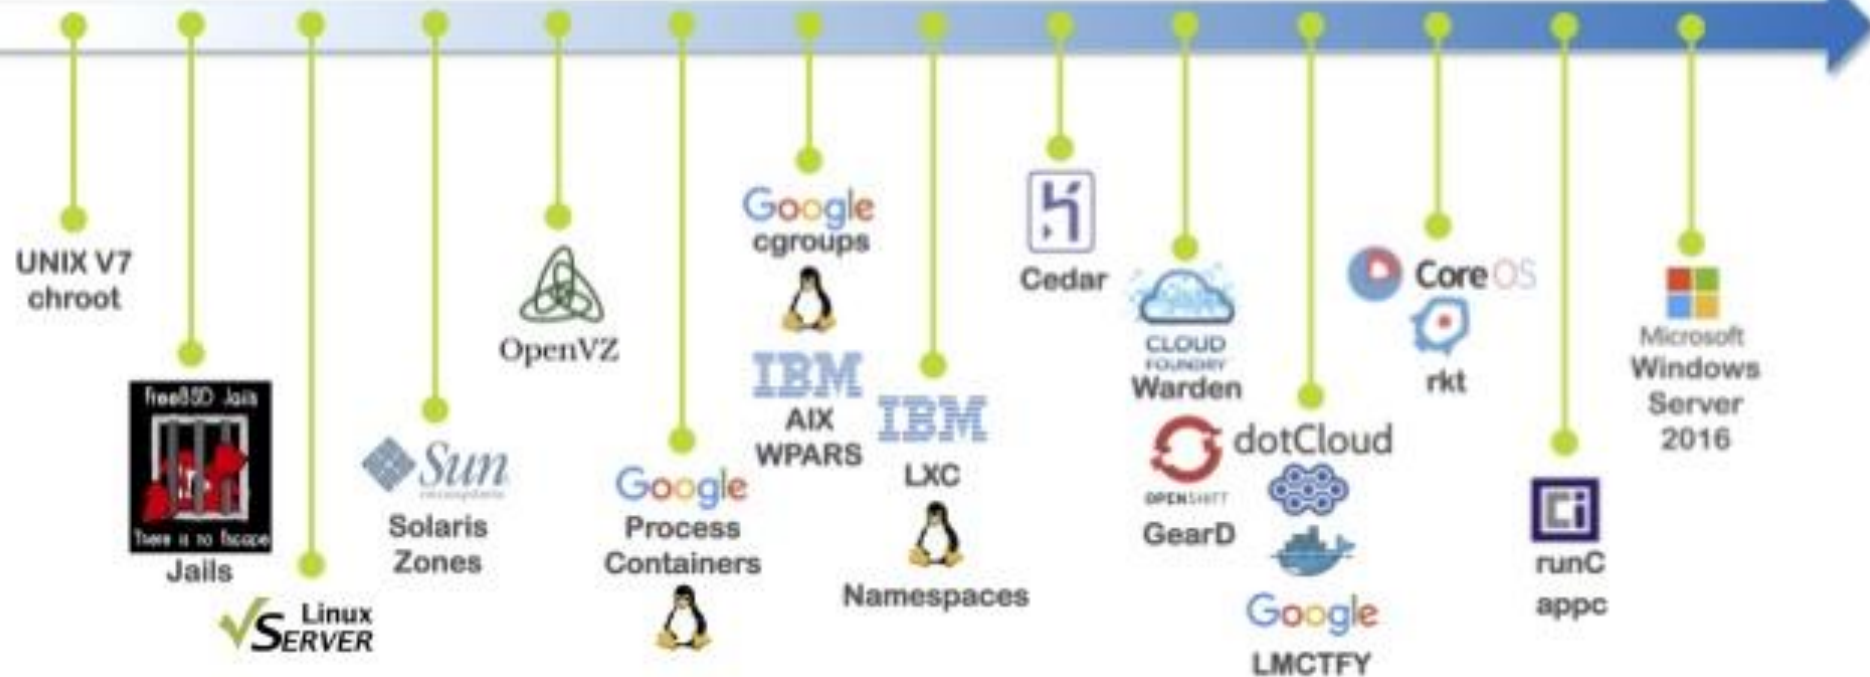 UNIX V7
chroot
FreeBSD Jails
There is no Escape
Jails
Linux
VSERVER
Sun
Solaris
Zones
OpenVZ
Google
Process
Containers
Google
cgroups
IBM
AIX
WPARS
IBM
LXC
Namespaces
Cedar
CLOUD
FOUNDRY
Warden
OPENSHIFT
GearD
dotCloud
Google
LMCTFY
CoreOS
rkt
Ci
runC
appc
Microsoft
Windows
Server
2016